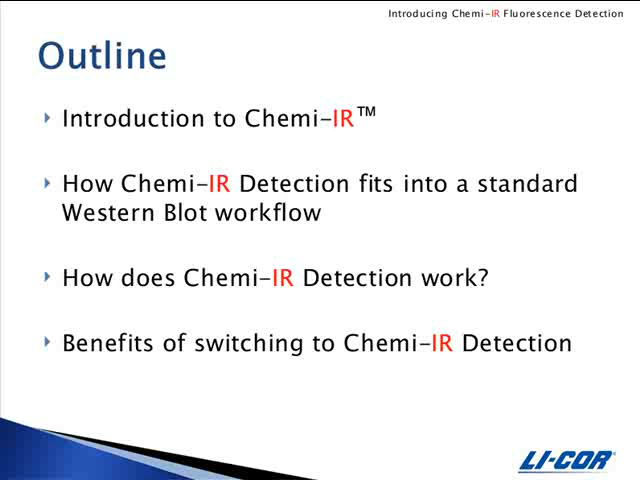 Introducing Chemi-IR Fluorescence Detection
Outline
Introduction to Chemi-IR™
How Chemi-IR Detection fits into a standard
Western Blot workflow
How does Chemi-IR Detection work?
Benefits of switching to Chemi-IR Detection
LI-COR®